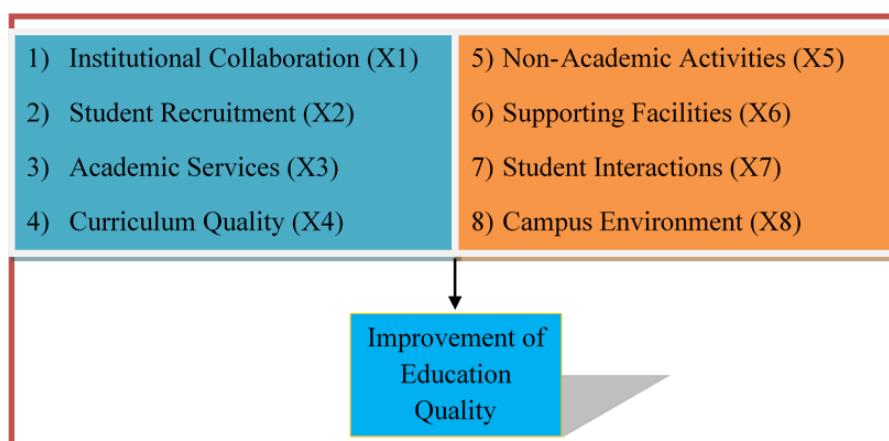 1) Institutional Collaboration (X1)
2) Student Recruitment (X2)
3) Academic Services (X3)
4) Curriculum Quality (X4)
5) Non-Academic Activities (X5)
6) Supporting Facilities (X6)
7) Student Interactions (X7)
8) Campus Environment (X8)
Improvement of
Education
Quality